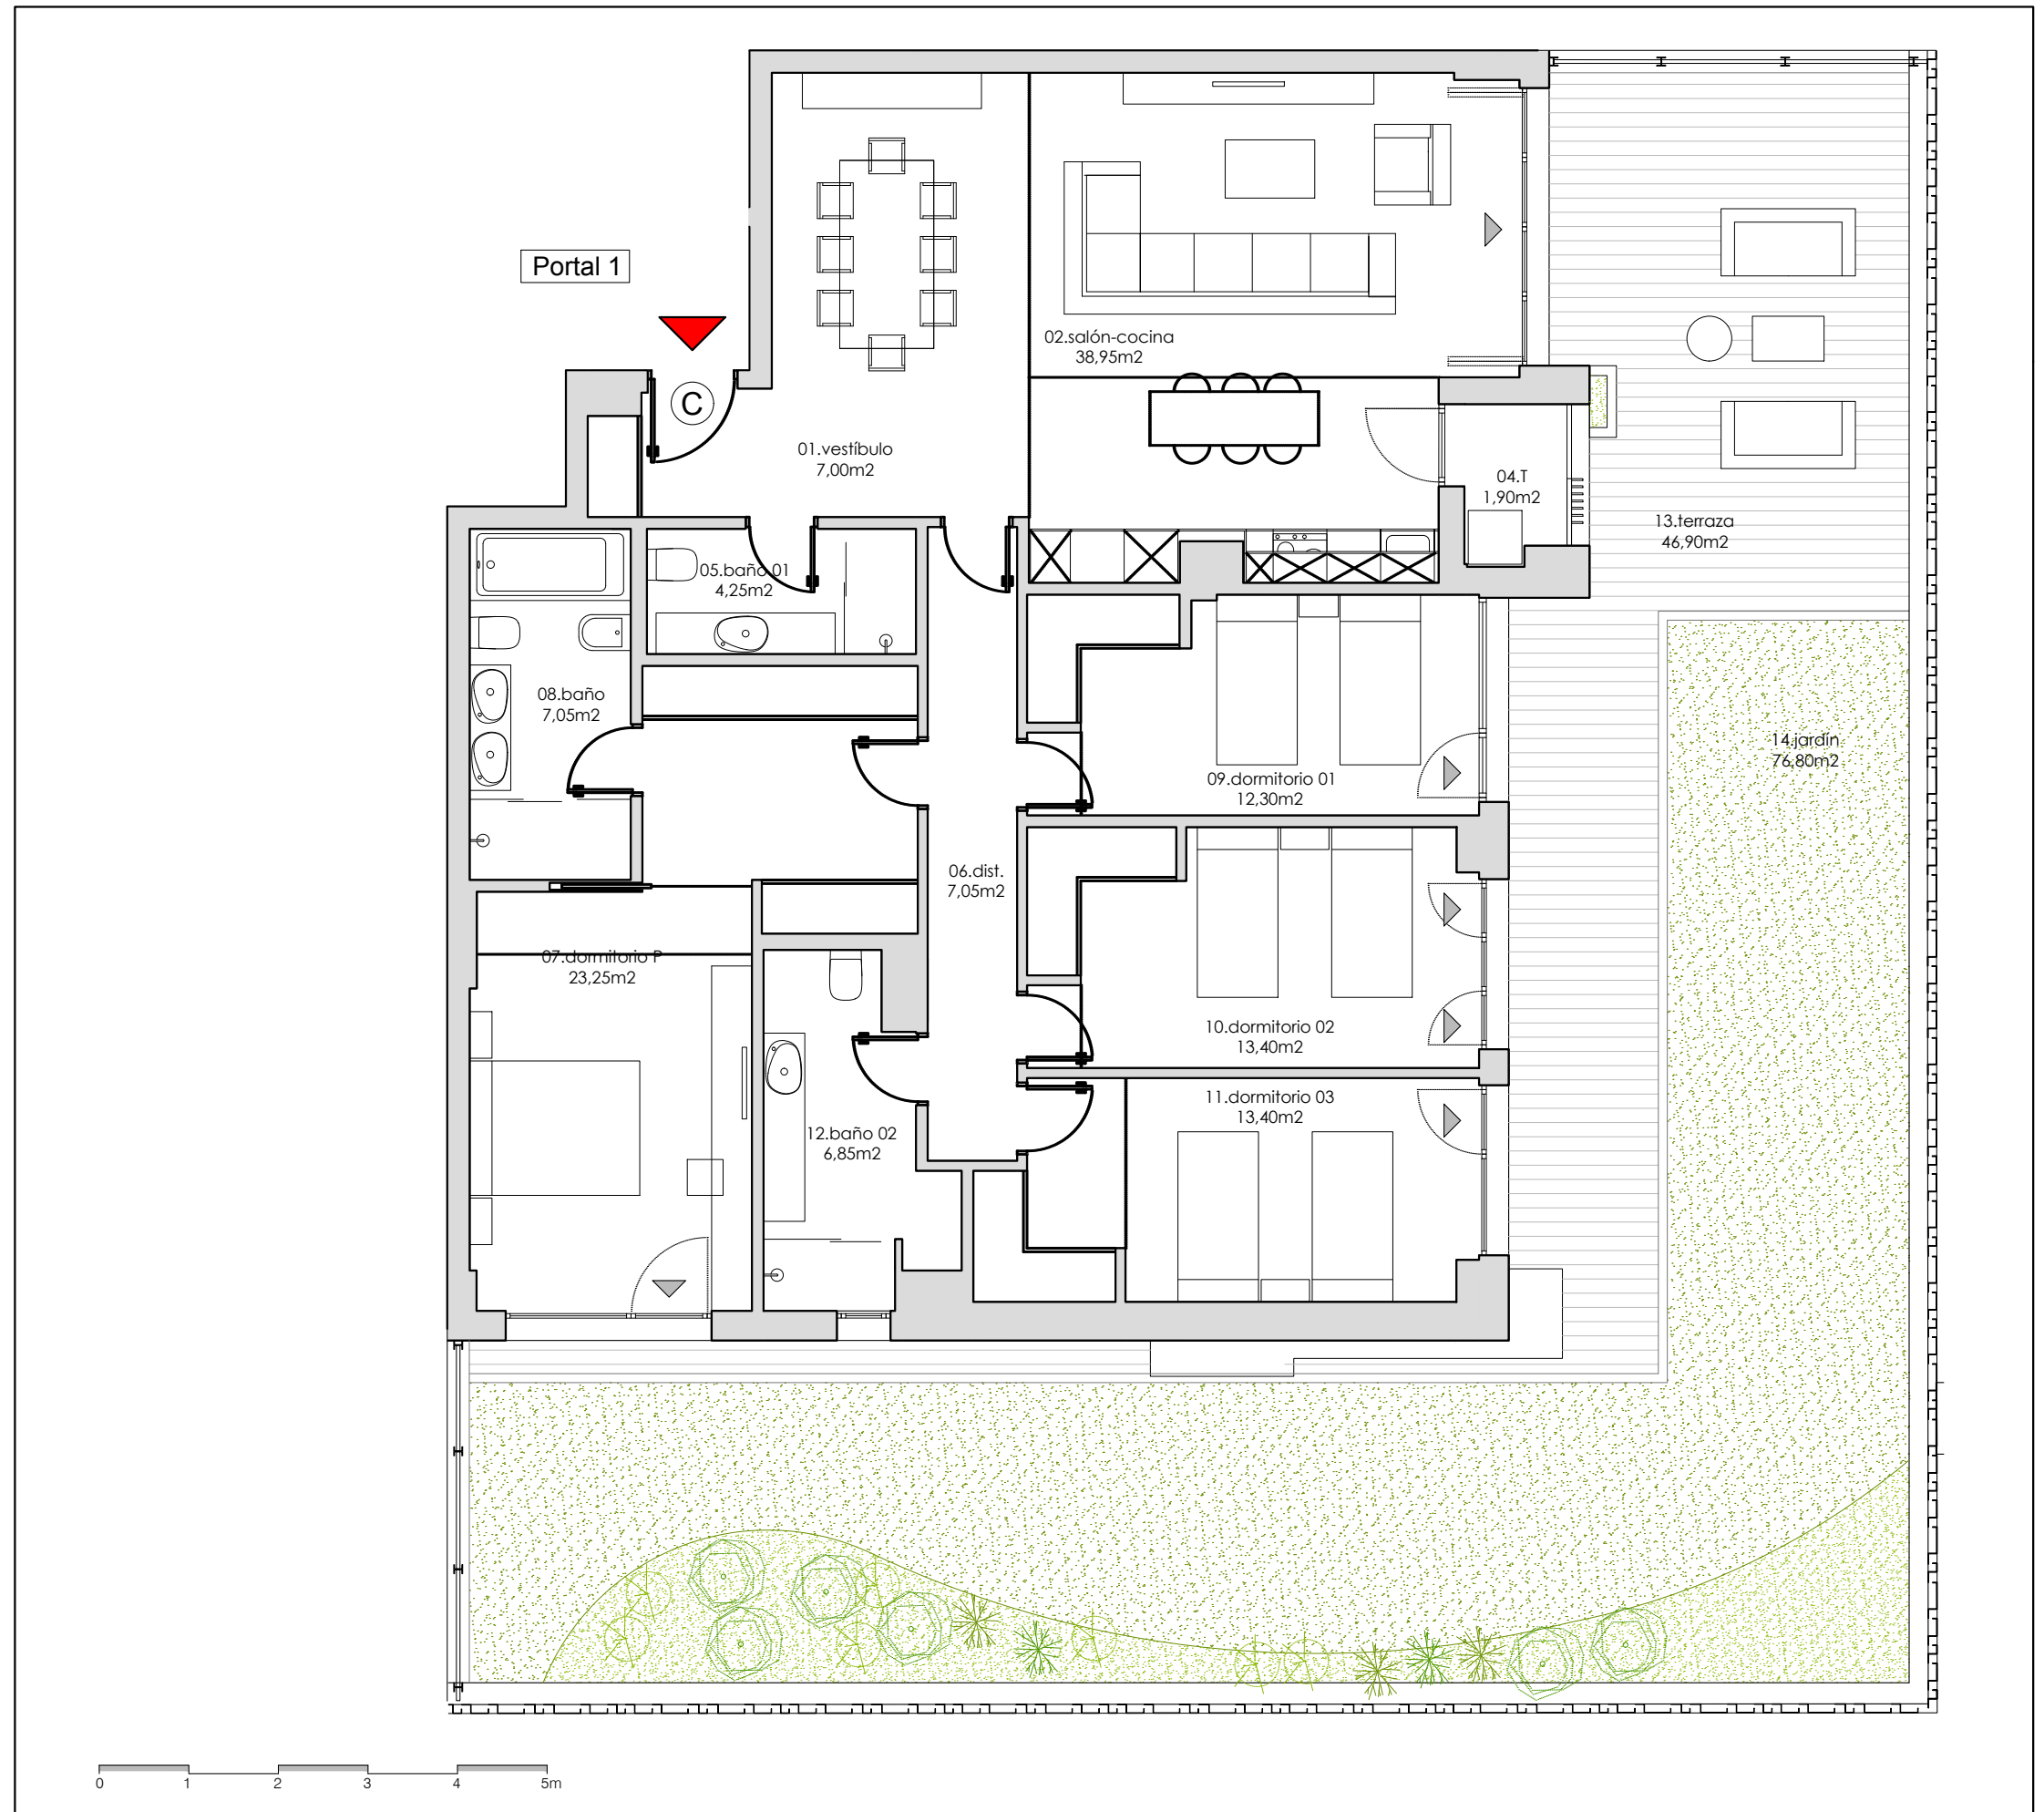 Portal 1
C
02.salón-cocina
38,95m2
01.vestíbulo
7,00m2
04.T
1,90m2
13.terraza
46,90m2
05.baño 01
4,25m2
08.baño
7,05m2
14.jardín
76,80m2
09.dormitorio 01
12,30m2
06.dist.
7,05m2
07.dormitorio P
23,25m2
10.dormitorio 02
13,40m2
11.dormitorio 03
13,40m2
12.baño 02
6,85m2
0 1 2 3 4 5m